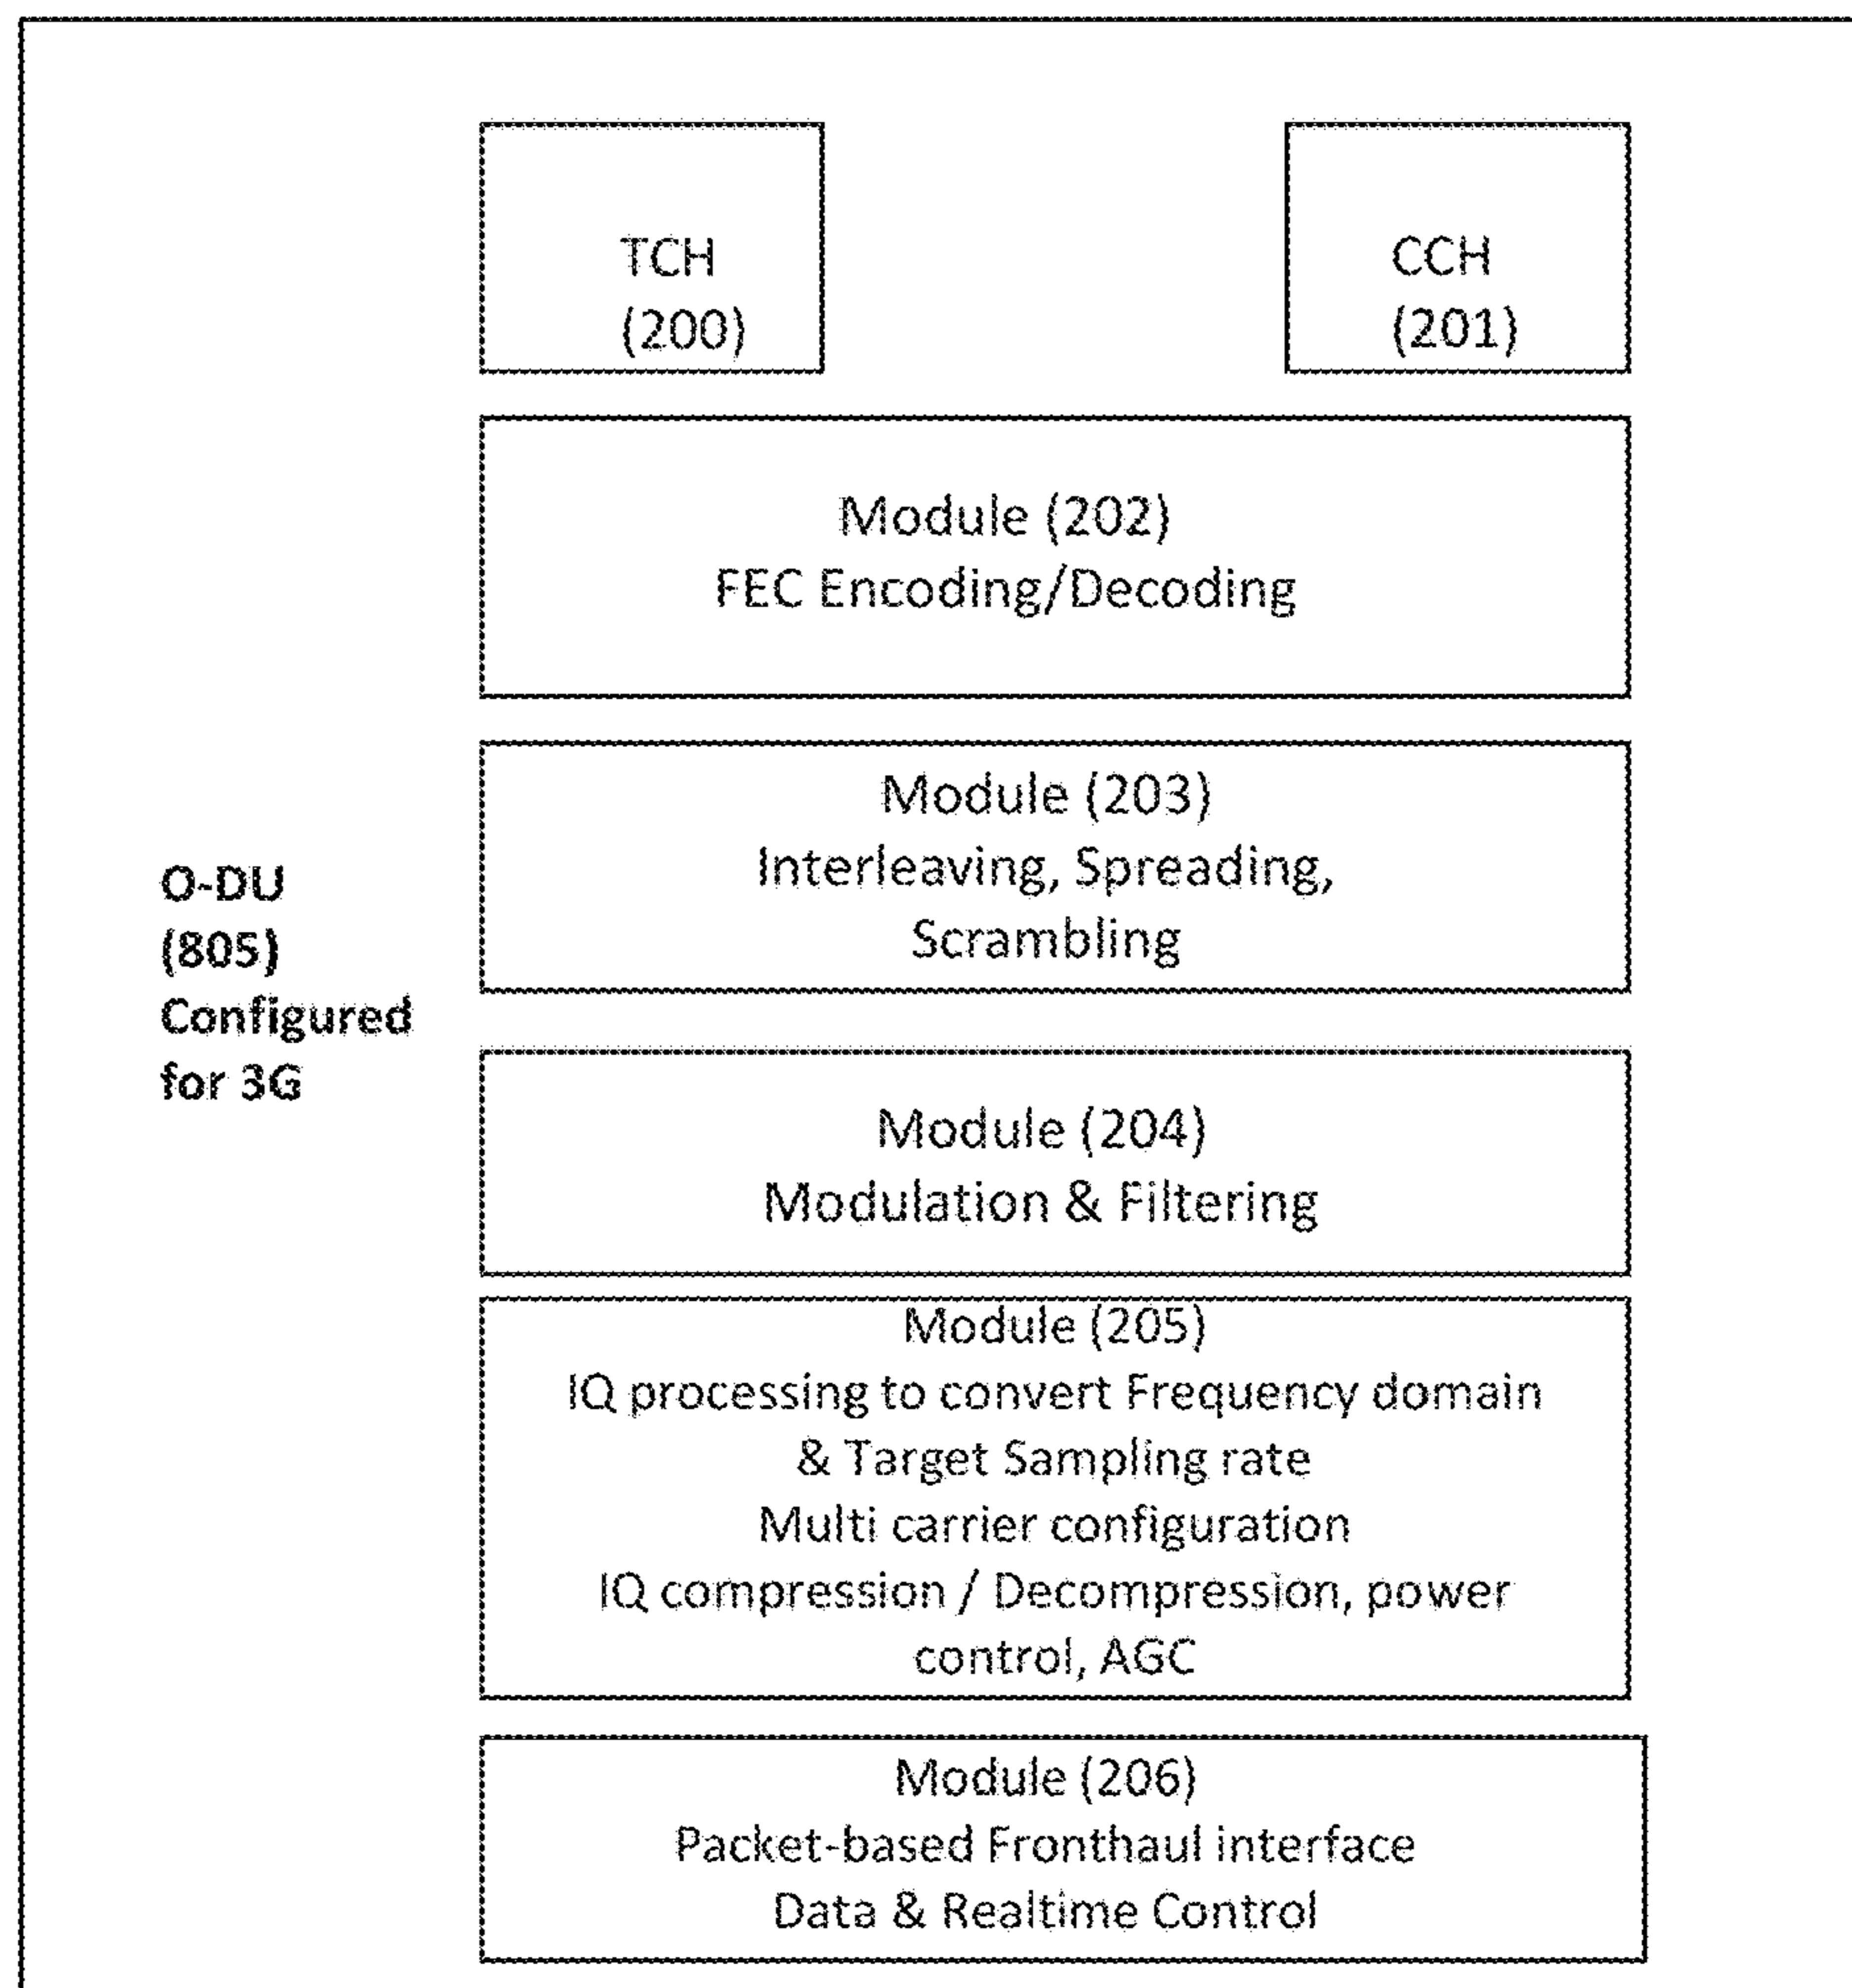 TCH
(200)
CCH
(201)
Module (202)
FEC Encoding/Decoding
Module (203)
Interleaving, Spreading,
Scrambling
O-DU
(805)
Configured
for 3G
Module (204)
Modulation & Filtering
Module (205)
IQ processing to convert Frequency domain
& Target Sampling rate
Multi carrier configuration
IQ compression / Decompression, power
control, AGC
Module (206)
Packet-based Fronthaul interface
Data & Realtime Control